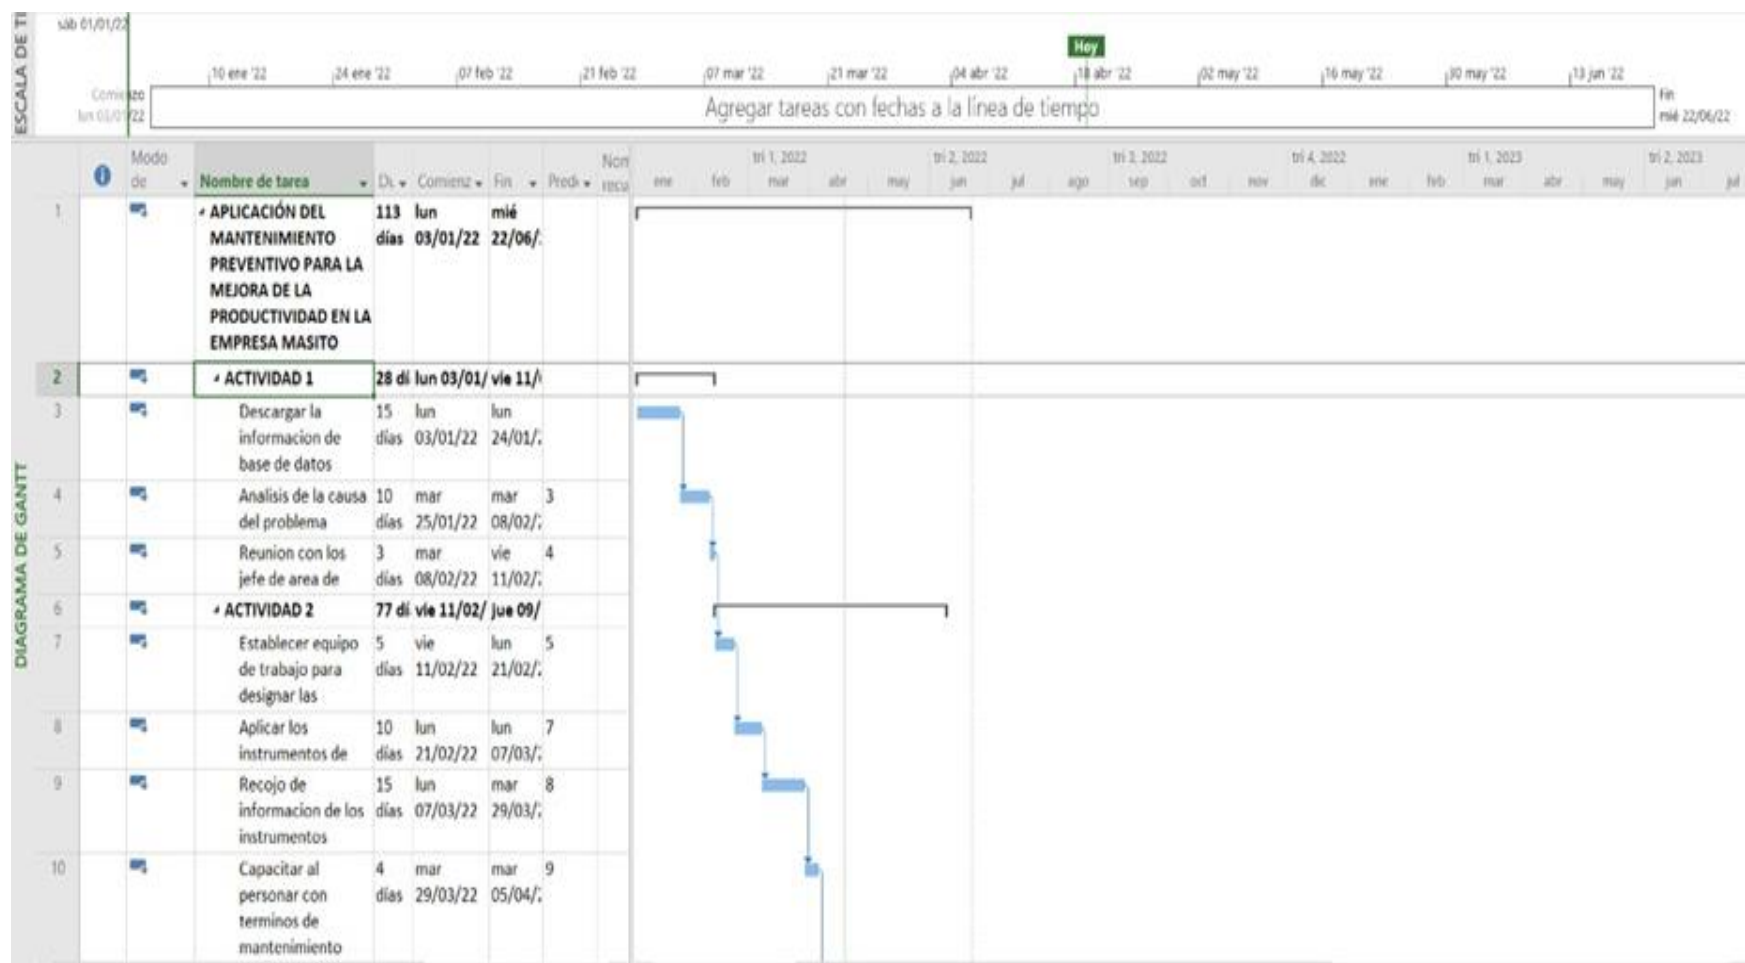 ESCALA DE TI
sáb 01/01/22
Hoy
10 ene '22 24 ene '22 07 feb '22 21 feb '22 07 mar '22 21 mar '22 04 abr '22 18 abr '22 02 may '22 16 may '22 30 may '22 13 jun '22
Comienzo
lun 03/01/22
Agregar tareas con fechas a la línea de tiempo
Fin
mié 22/06/22
DIAGRAMA DE GANTT
Modo de Nombre de tarea Comienz Fin Prede Nom
tri 1, 2022 tri 2, 2022 tri 3, 2022 tri 4, 2022 tri 1, 2023 tri 2, 2023
ene feb mar abr may jun jul ago sep oct nov dic ene feb mar abr may jun jul
1 APLICACIÓN DEL 113 lun mié
MANTENIMIENTO días 03/01/22 22/06/
PREVENTIVO PARA LA
MEJORA DE LA
PRODUCTIVIDAD EN LA
EMPRESA MASITO
2 ACTIVIDAD 1 28 dí lun 03/01/ vie 11/
3 Descargar la 15 lun lun
informacion de días 03/01/22 24/01/
base de datos
4 Analisis de la causa 10 mar mar 3
del problema días 25/01/22 08/02/
5 Reunion con los 3 mar vie 4
jefe de area de días 08/02/22 11/02/
6 ACTIVIDAD 2 77 dí vie 11/02/ jue 09/
7 Establecer equipo 5 vie lun 5
de trabajo para días 11/02/22 21/02/
designar las
8 Aplicar los 10 lun lun 7
instrumentos de días 21/02/22 07/03/
9 Recojo de 15 lun mar 8
informacion de los días 07/03/22 29/03/
instrumentos
10 Capacitar al 4 mar mar 9
personar con días 29/03/22 05/04/
terminos de
mantenimiento